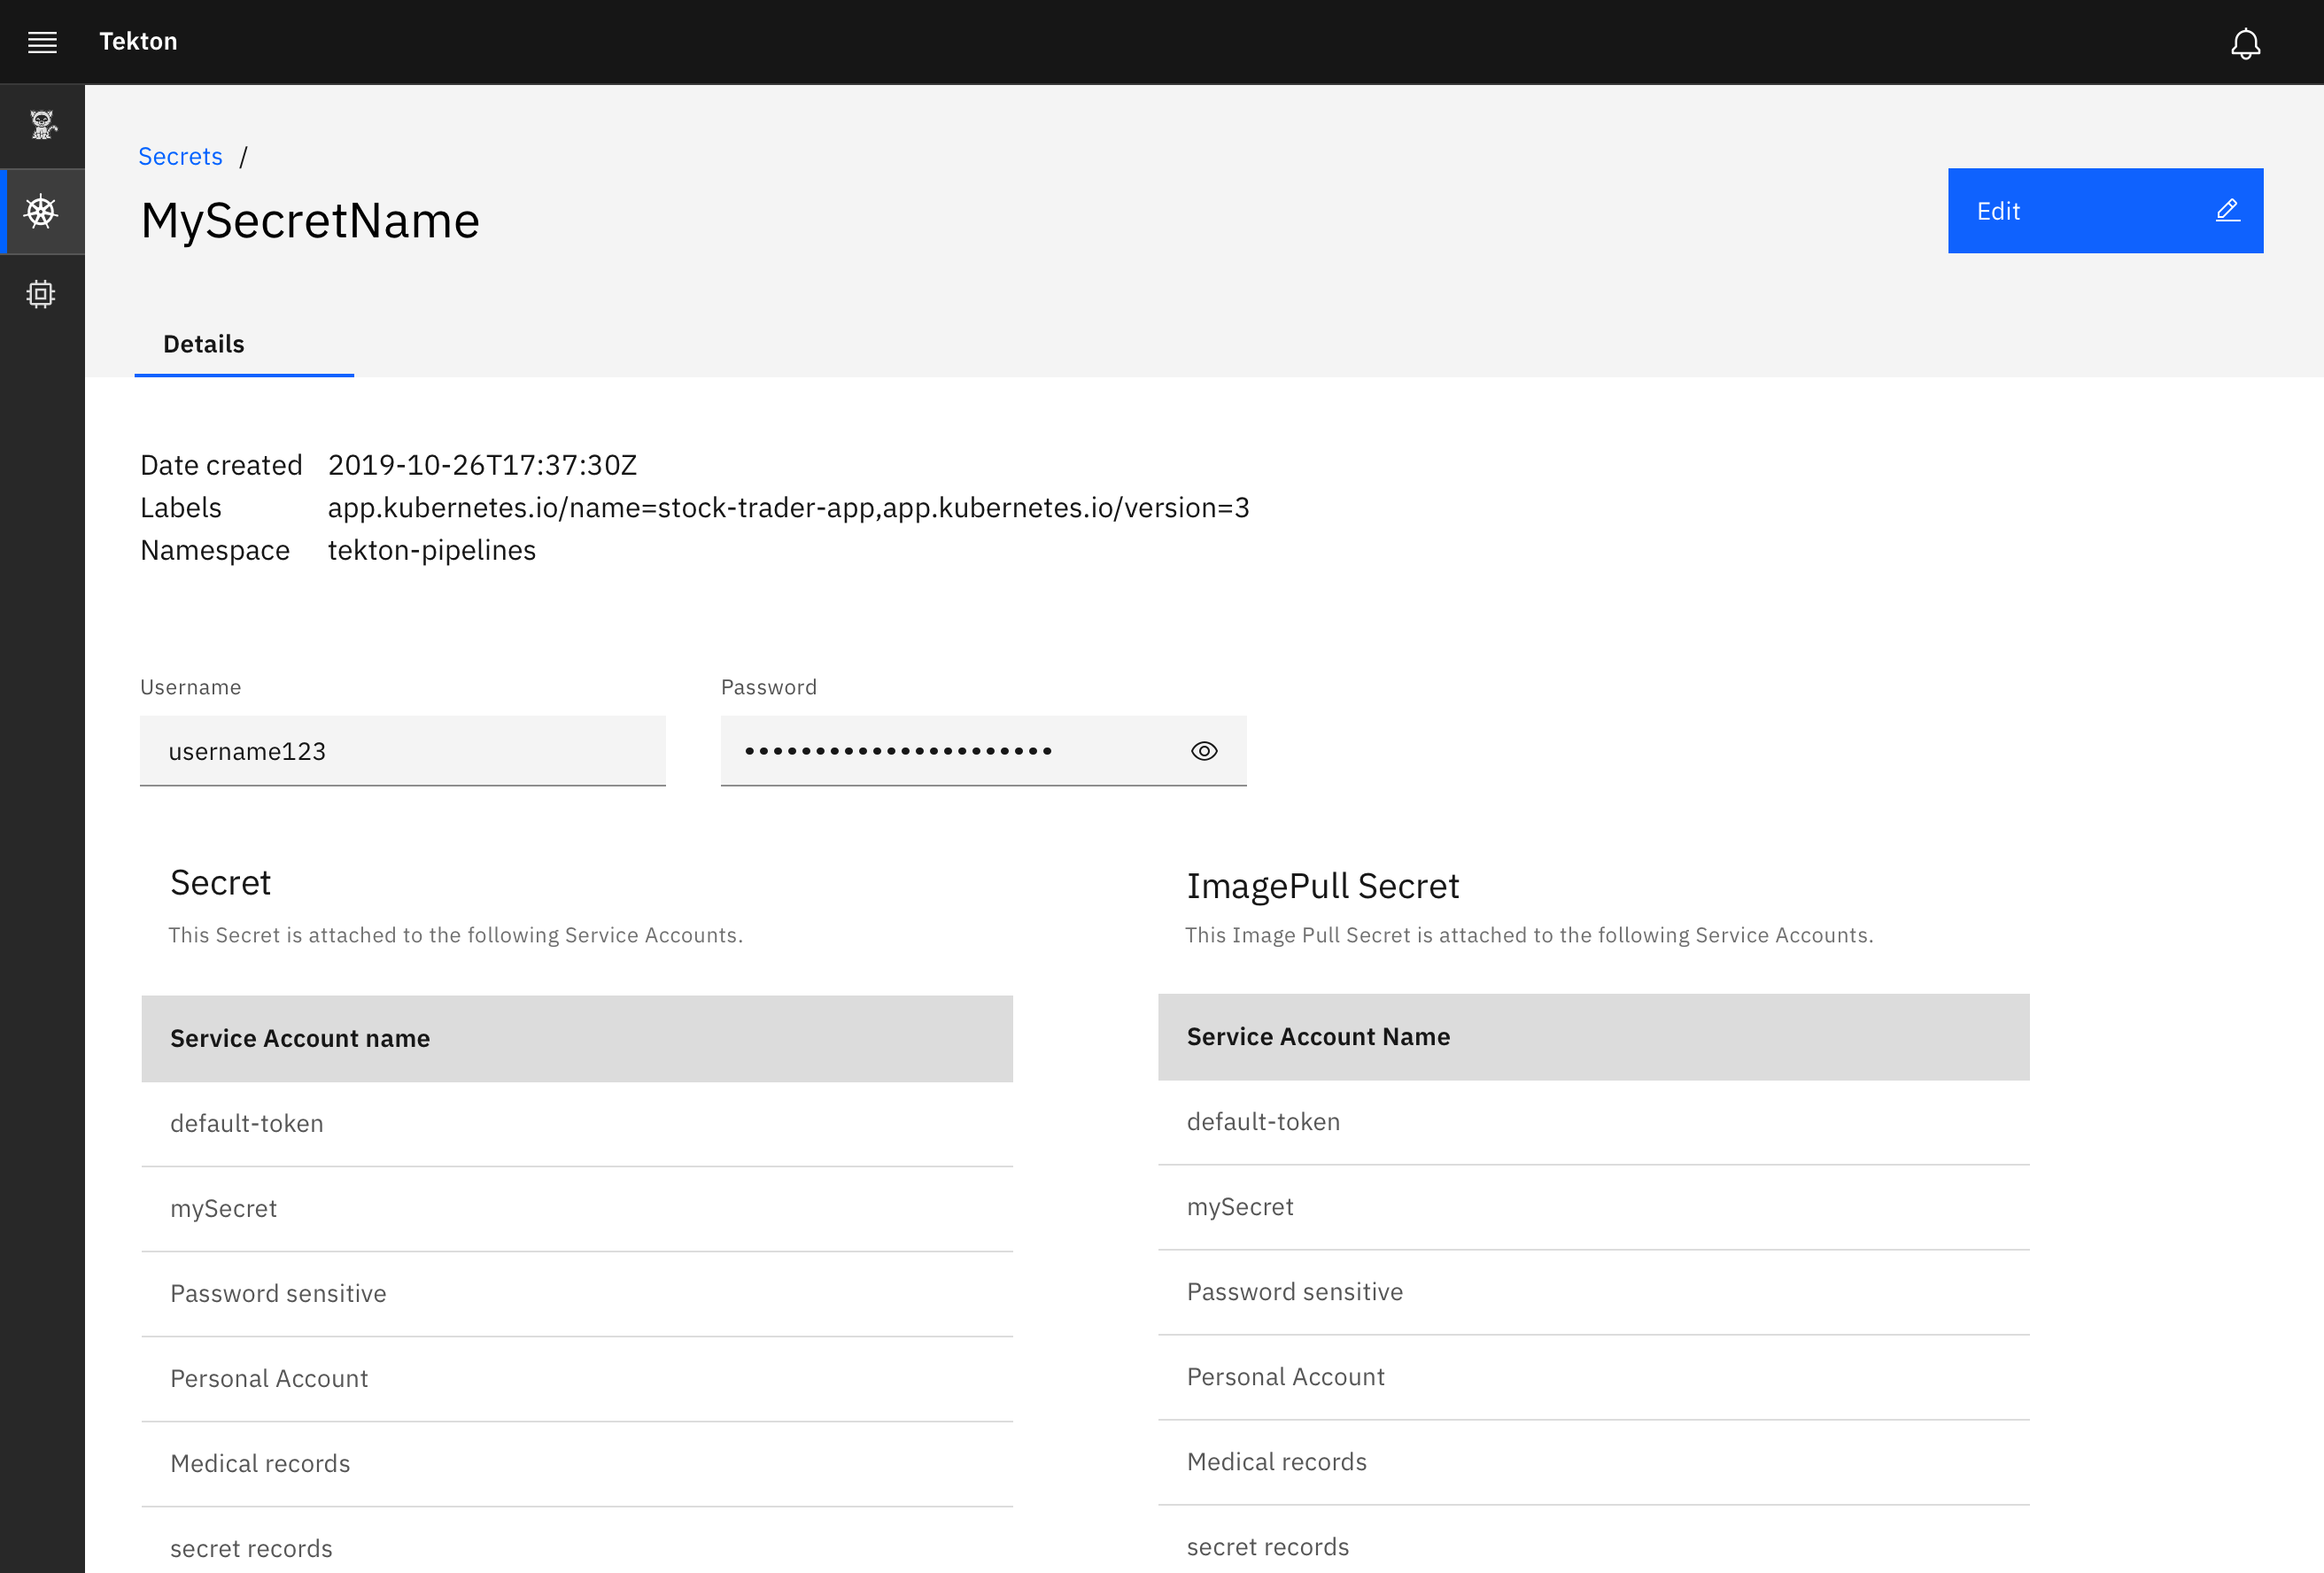 Tekton
Secrets /
MySecretName
Edit
Details
Date created 2019-10-26T17:37:30Z
Labels app.kubernetes.io/name=stock-trader-app,app.kubernetes.io/version=3
Namespace tekton-pipelines
Username
Password
username123
••••••••••••••••••••••
Secret
This Secret is attached to the following Service Accounts.
Service Account name
default-token
mySecret
Password sensitive
Personal Account
Medical records
secret records
ImagePull Secret
This Image Pull Secret is attached to the following Service Accounts.
Service Account Name
default-token
mySecret
Password sensitive
Personal Account
Medical records
secret records